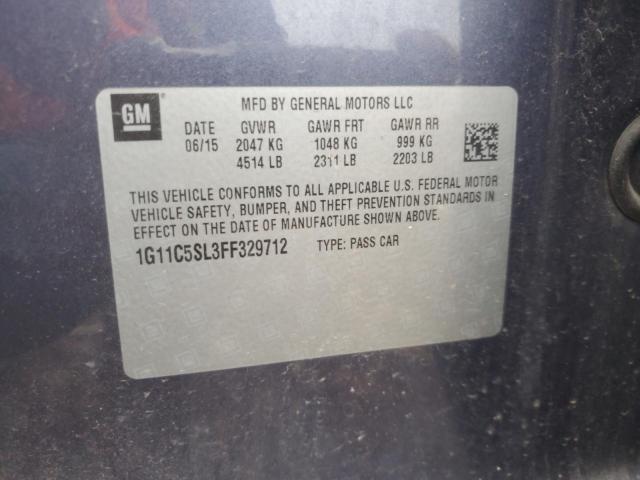 GM ® MFD BY GENERAL MOTORS LLC
DATE GVWR GAWR FRT GAWR RR
06/15 2047 KG 1048 KG 999 KG
4514 LB 2311 LB 2203 LB
THIS VEHICLE CONFORMS TO ALL APPLICABLE U.S. FEDERAL MOTOR
VEHICLE SAFETY, BUMPER, AND THEFT PREVENTION STANDARDS IN
EFFECT ON THE DATE OF MANUFACTURE SHOWN ABOVE.
1G11C5SL3FF329712 TYPE: PASS CAR